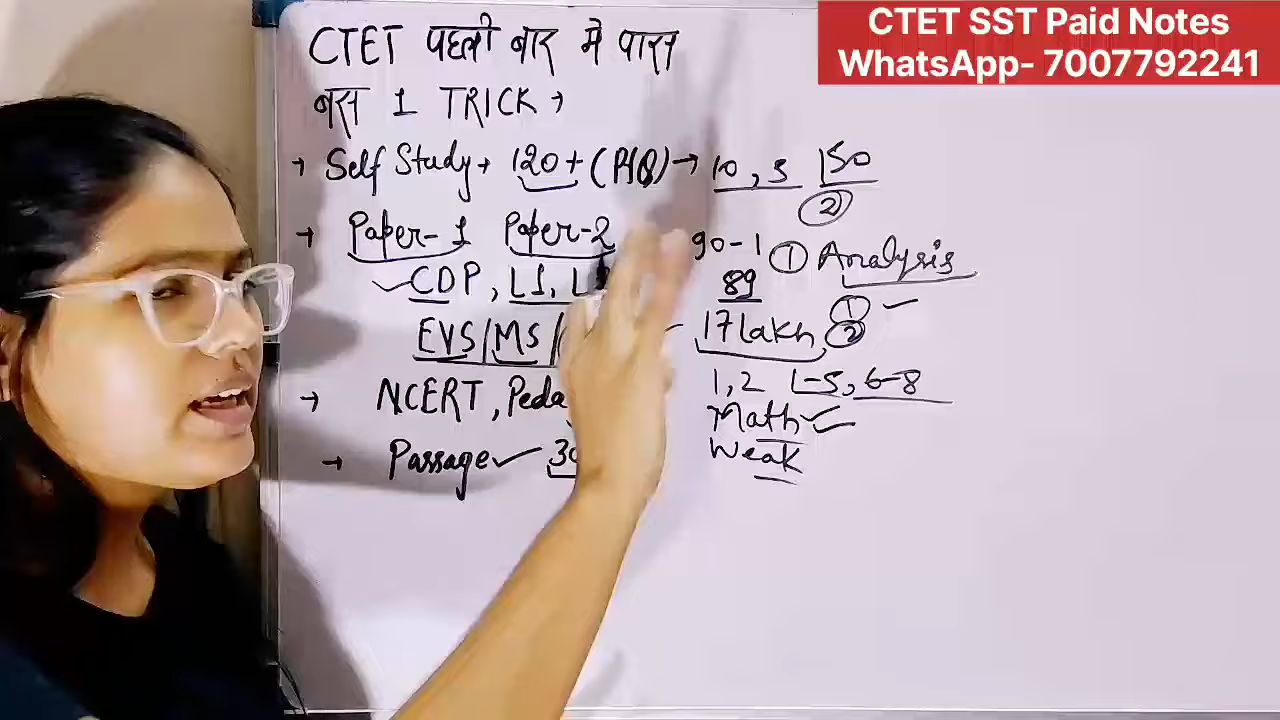 CTET SST Paid Notes
WhatsApp- 7007792241
CTET पहली बार मे पास
बस 1 TRICK →
→ Self Study → 120+ (PYQ) → 10, 5 150
②
→ Paper-1 Paper-2 90-1 ① Analysis
✓CDP, L1, L 89 ① ✓
EVS/MS/ 17 lakh ②
1, 2 1-5, 6-8
→ NCERT, Peda Math ✓
Weak
→ Passage ✓ 30